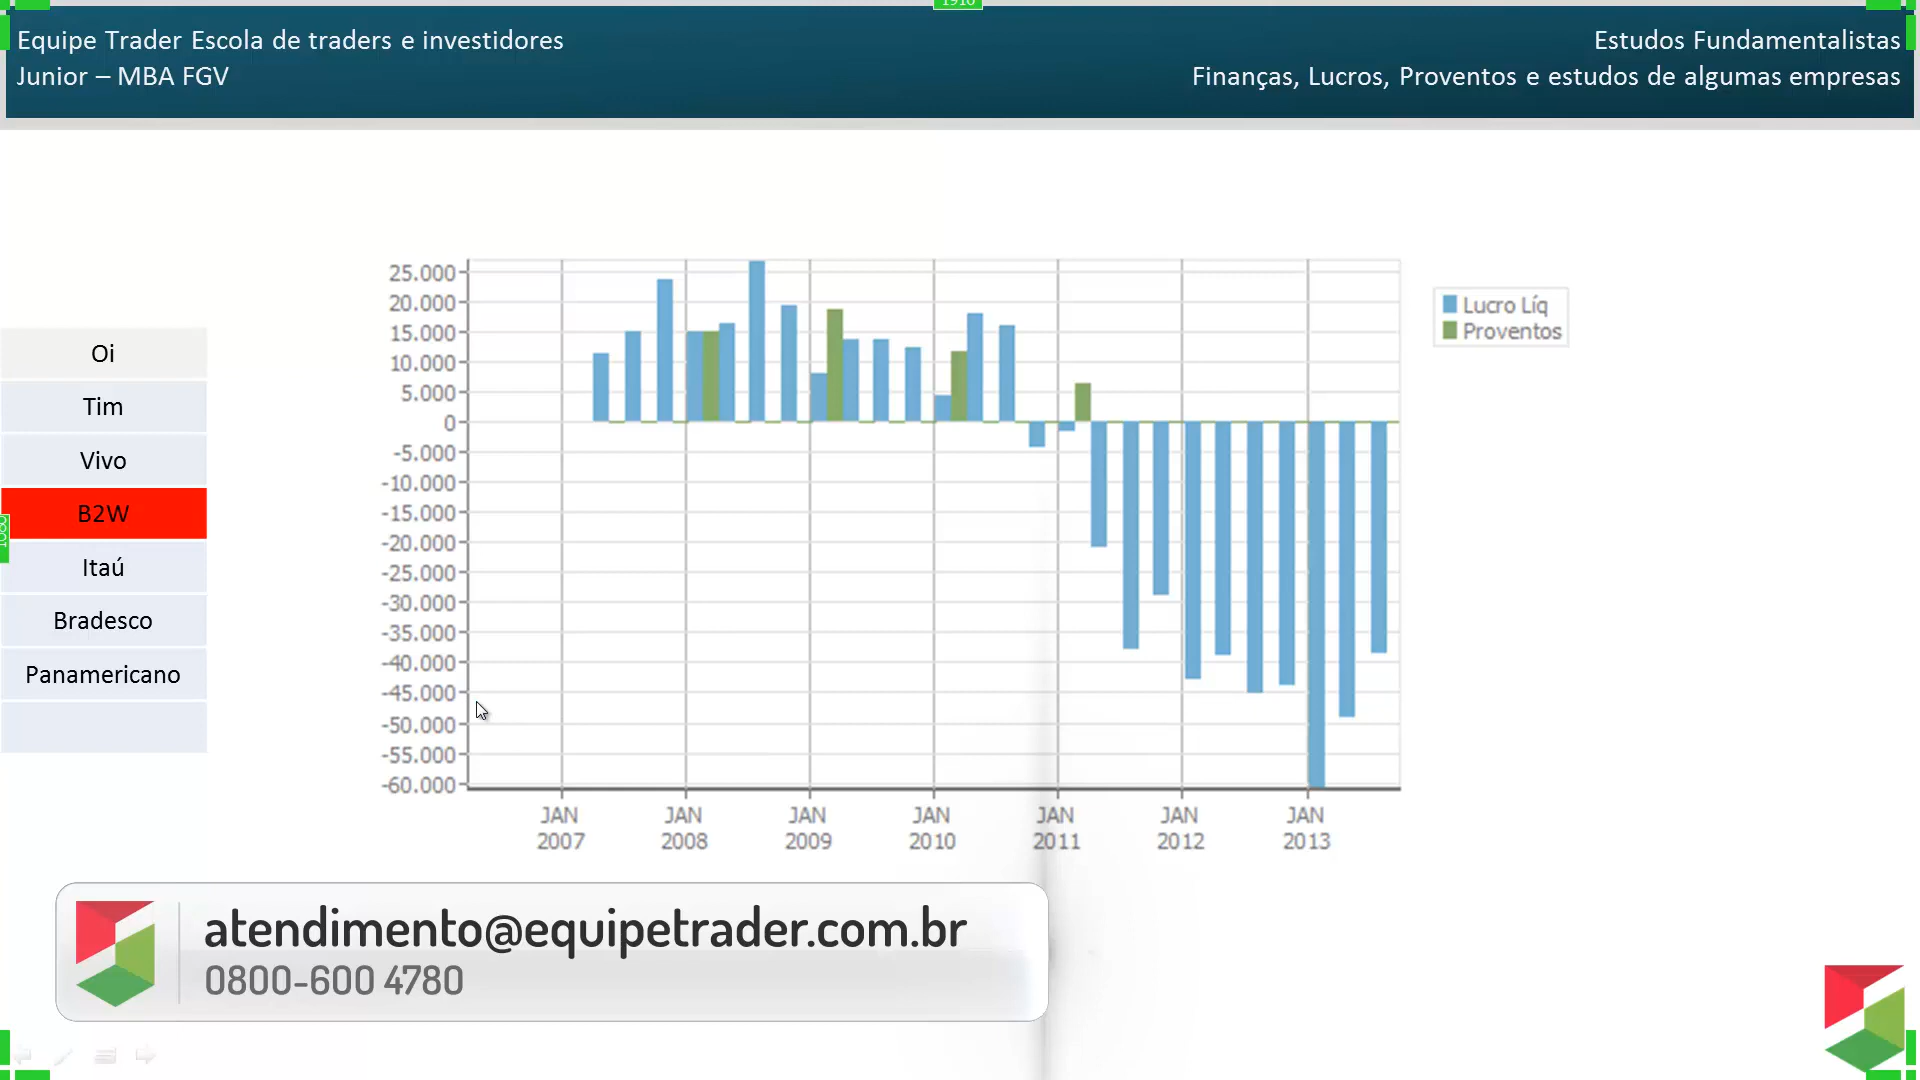 1910
Equipe Trader Escola de traders e investidores
Junior – MBA FGV
Estudos Fundamentalistas
Finanças, Lucros, Proventos e estudos de algumas empresas
Oi
Tim
Vivo
B2W
Itaú
Bradesco
Panamericano
1080
25.000
20.000
15.000
10.000
5.000
0
-5.000
-10.000
-15.000
-20.000
-25.000
-30.000
-35.000
-40.000
-45.000
-50.000
-55.000
-60.000
JAN
2007
JAN
2008
JAN
2009
JAN
2010
JAN
2011
JAN
2012
JAN
2013
Lucro Líq
Proventos
atendimento@equipetrader.com.br
0800-600 4780